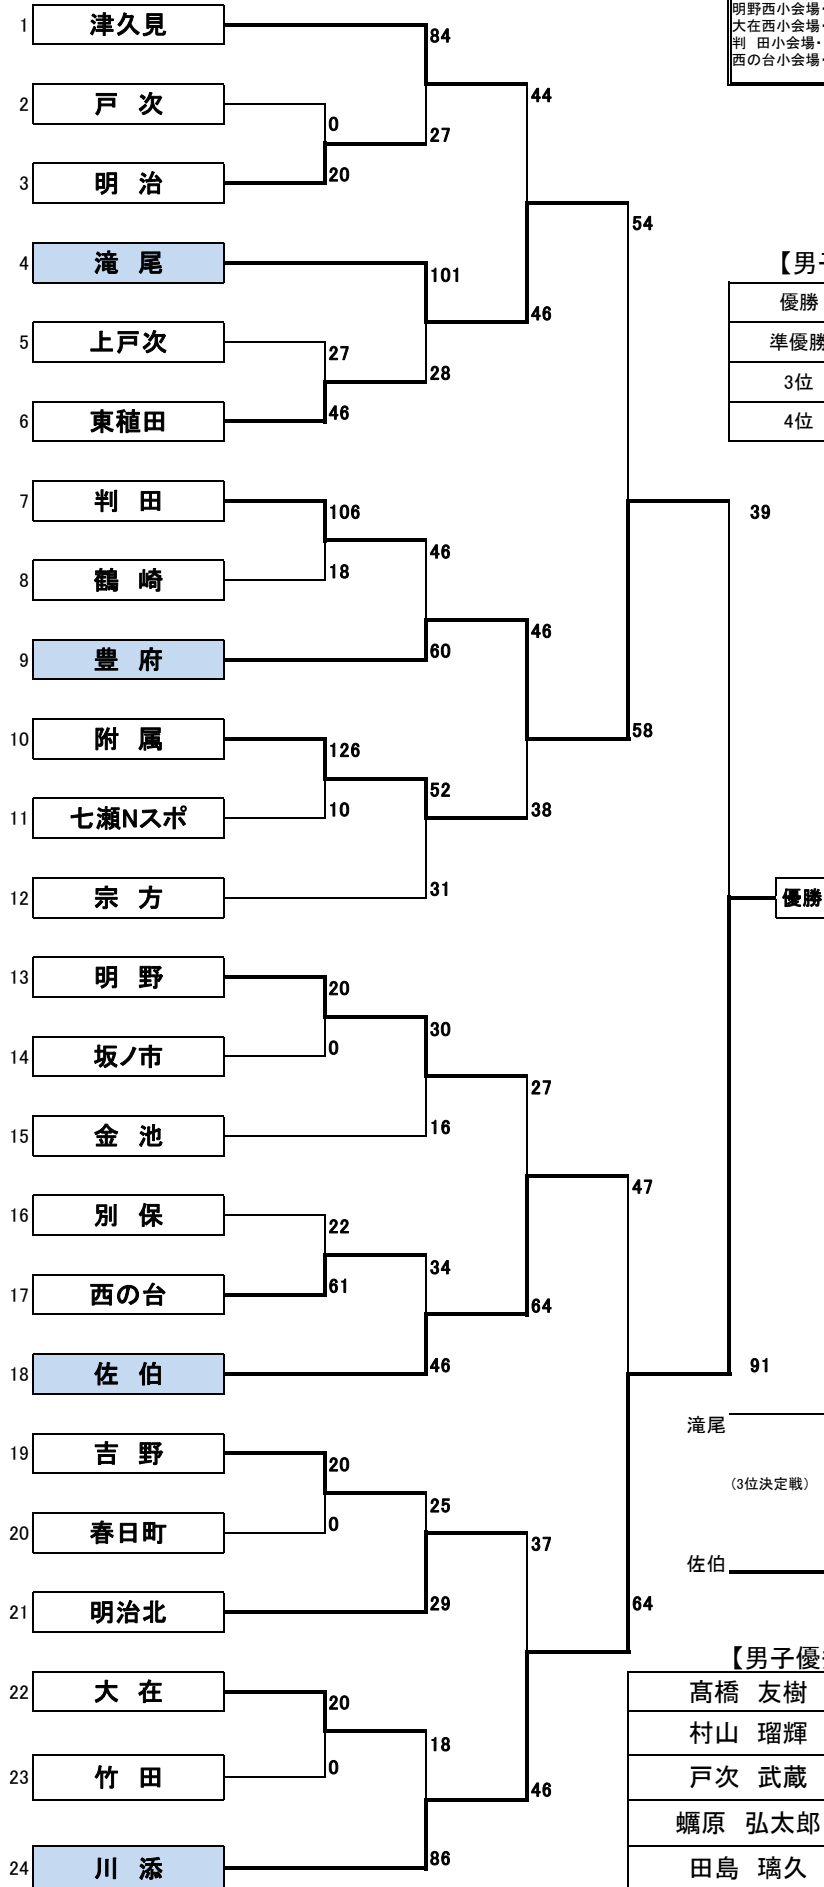 明野西小会場・
大在西小会場・
判 田小会場・
西の台小会場・
1 津久見
84
44
2 戸 次
0
27
3 明 治
20
54
4 滝 尾
101
【男子
優勝
46
準優勝
5 上戸次
27
28
3位
6 東稙田
46
4位
7 判 田
106
39
46
8 鶴 崎
18
46
9 豊 府
60
10 附 属
126
58
52
11 七瀬Nスポ
10
38
12 宗 方
31
優勝
13 明 野
20
30
14 坂ノ市
0
27
15 金 池
16
47
16 別 保
22
34
17 西の台
61
64
18 佐 伯
46
91
滝尾
19 吉 野
20
(3位決定戦)
25
20 春日町
0
37
佐伯
21 明治北
29
64
【男子優
22 大 在
20
髙橋 友樹
18
村山 瑠輝
23 竹 田
0
戸次 武蔵
46
蠣原 弘太郎
24 川 添
86
田島 璃久